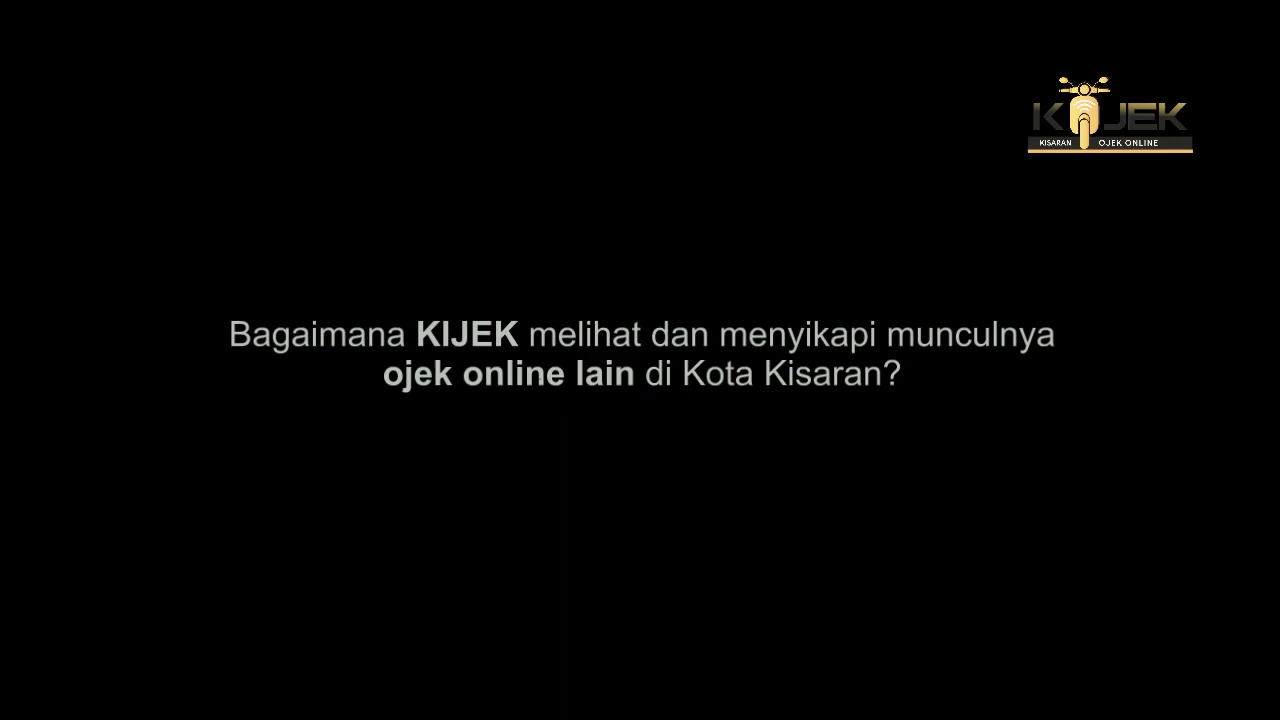 KIJEK
KISARAN OJEK ONLINE
Bagaimana KIJEK melihat dan menyikapi munculnya
ojek online lain di Kota Kisaran?